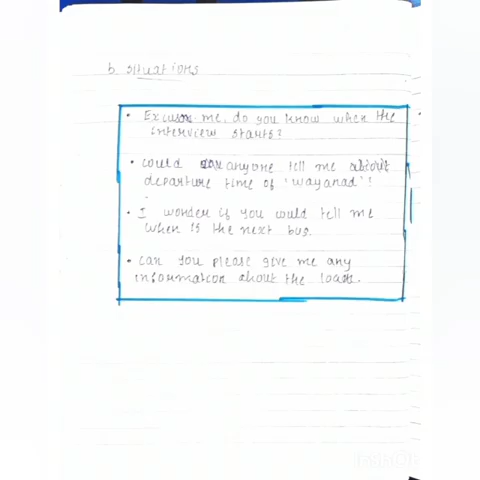 b. situations
• Excuse me, do you know when the
interview starts?
• could anyone tell me about
departure time of 'wayanad'?
• I wonder if you would tell me
when is the next bus.
• can you please give me any
information about the loan.